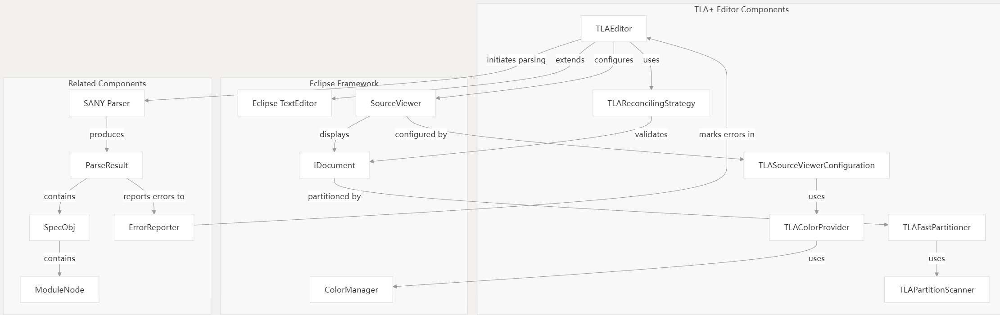 TLA+ Editor Components
TLAEditor
initiates parsing
extends
configures
uses
Related Components
Eclipse Framework
SANY Parser
Eclipse TextEditor
SourceViewer
TLAReconcilingStrategy
produces
displays
configured by
validates
marks errors in
ParseResult
IDocument
TLASourceViewerConfiguration
contains
reports errors to
partitioned by
uses
SpecObj
ErrorReporter
TLAColorProvider
TLAFastPartitioner
contains
uses
uses
ModuleNode
ColorManager
TLAPartitionScanner